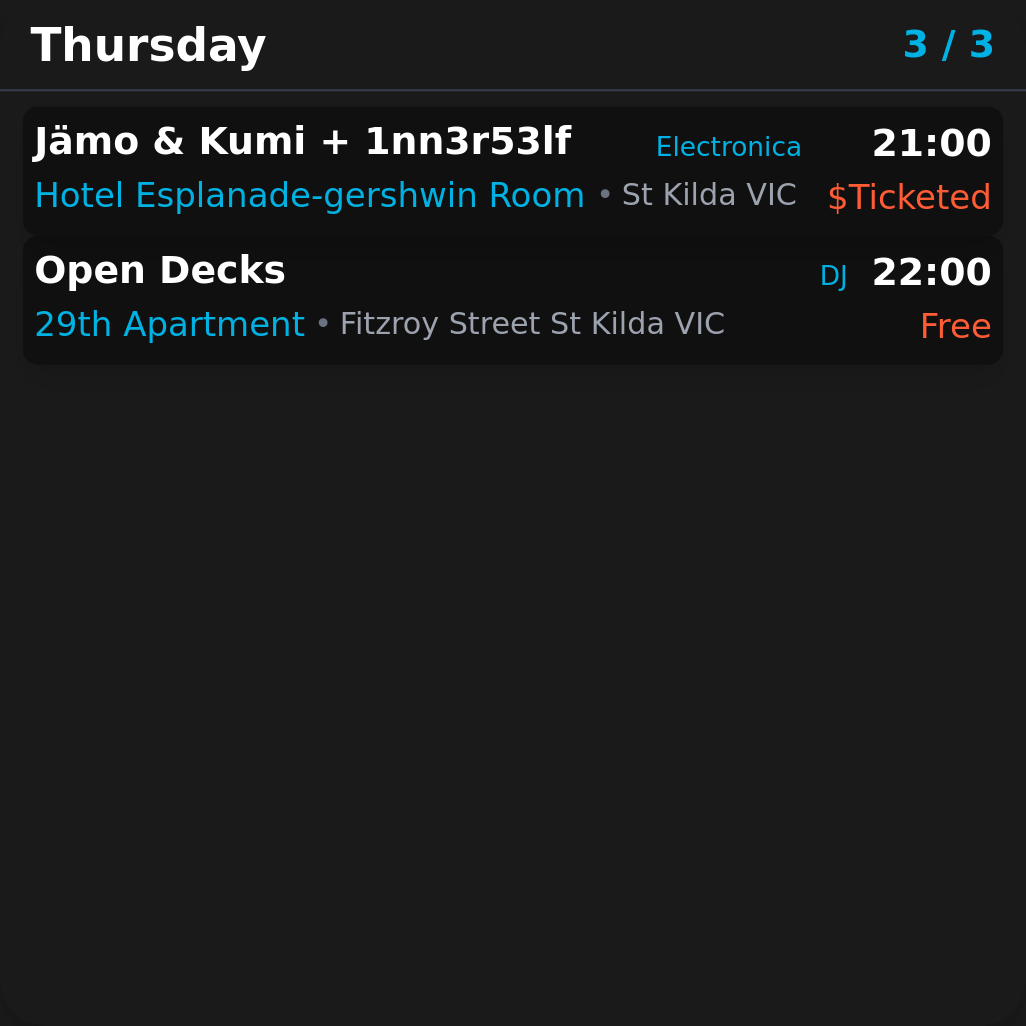 Thursday 3 / 3
Jämo & Kumi + 1nn3r53lf Electronica 21:00
Hotel Esplanade-gershwin Room • St Kilda VIC $Ticketed
Open Decks DJ 22:00
29th Apartment • Fitzroy Street St Kilda VIC Free